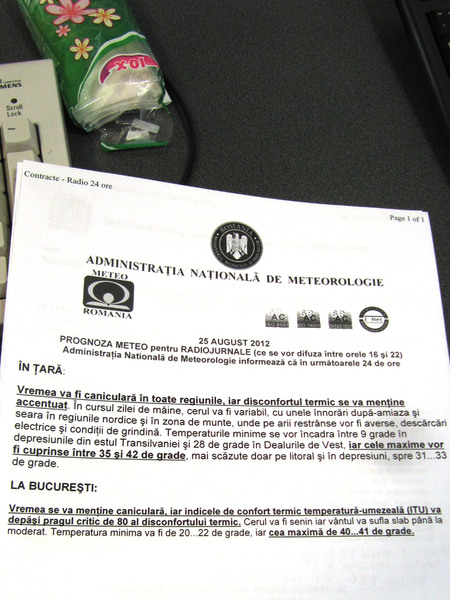 XO!
MENS
Scroll
Lock
Contracte - Radio 24 ore
Page 1 of 1
ROMANIA
ADMINISTRAȚIA NAȚIONALĂ DE METEOROLOGIE
METEO
ROMANIA
AC AC AC
IQNet
25 AUGUST 2012
PROGNOZA METEO pentru RADIOJURNALE (ce se vor difuza între orele 16 și 22)
Administrația Națională de Meteorologie informează că în următoarele 24 de ore
ÎN ȚARĂ:
Vremea va fi caniculară în toate regiunile, iar disconfortul termic se va menține
accentuat. În cursul zilei de mâine, cerul va fi variabil, cu unele înnorări după-amiaza și
seara în regiunile nordice și în zona de munte, unde pe arii restrânse vor fi averse, descărcări
electrice și condiții de grindină. Temperaturile minime se vor încadra între 9 grade în
depresiunile din estul Transilvaniei și 28 de grade în Dealurile de Vest, iar cele maxime vor
fi cuprinse între 35 și 42 de grade, mai scăzute doar pe litoral și în depresiuni, spre 31...33
de grade.
LA BUCUREȘTI:
Vremea se va menține caniculară, iar indicele de confort termic temperatură-umezeală (ITU) va
depăși pragul critic de 80 al disconfortului termic. Cerul va fi senin iar vântul va sufla slab până la
moderat. Temperatura minima va fi de 20...22 de grade, iar cea maximă de 40...41 de grade.